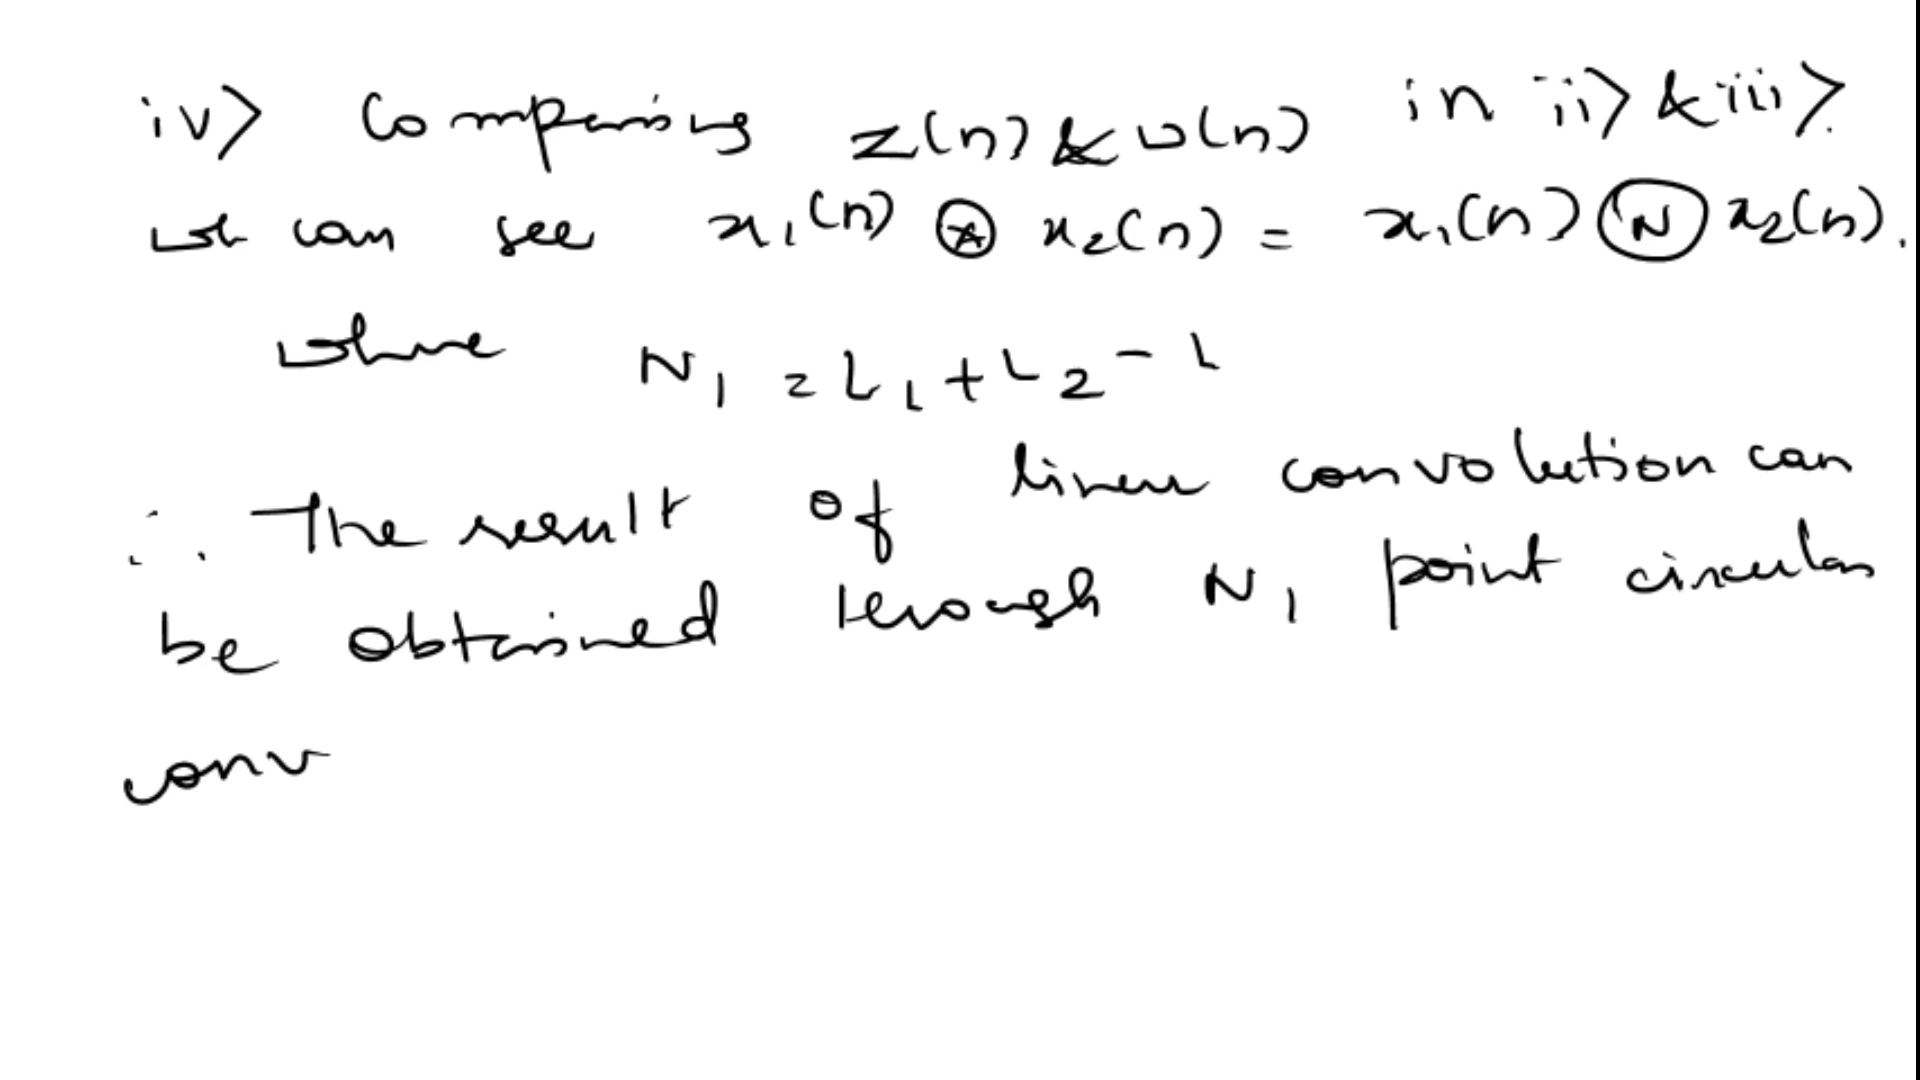 iv> Comparing z(n) & v(n) in ii> & iii>.
we can see x₁(n) ⊛ x₂(n) = x₁(n) Ⓝ x₂(n).
where N₁ = L₁ + L₂ - 1
∴ The result of linear convolution can
be obtained through N₁ point circular
conv